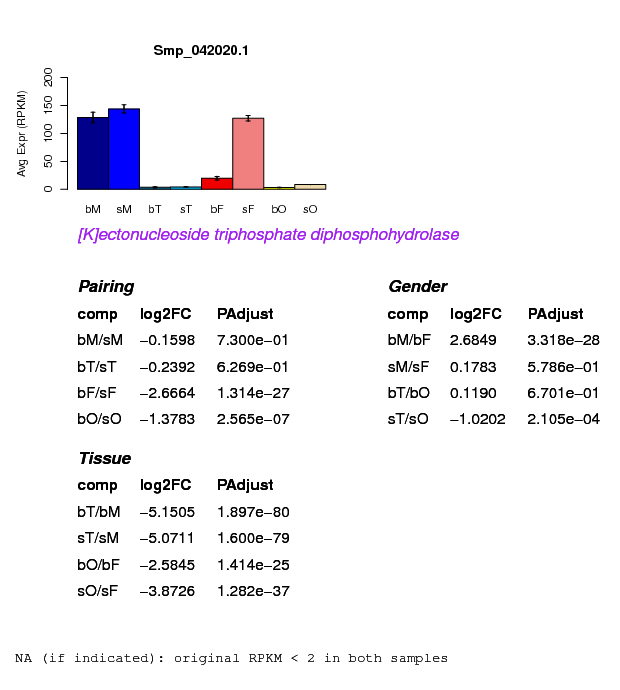 Smp_042020.1
Avg Expr (RPKM)
200
150
100
50
0
bM sM bT sT bF sF bO sO
[K]ectonucleoside triphosphate diphosphohydrolase
Pairing
comp log2FC PAdjust
bM/sM −0.1598 7.300e−01
bT/sT −0.2392 6.269e−01
bF/sF −2.6664 1.314e−27
bO/sO −1.3783 2.565e−07
Gender
comp log2FC PAdjust
bM/bF 2.6849 3.318e−28
sM/sF 0.1783 5.786e−01
bT/bO 0.1190 6.701e−01
sT/sO −1.0202 2.105e−04
Tissue
comp log2FC PAdjust
bT/bM −5.1505 1.897e−80
sT/sM −5.0711 1.600e−79
bO/bF −2.5845 1.414e−25
sO/sF −3.8726 1.282e−37
NA (if indicated): original RPKM < 2 in both samples